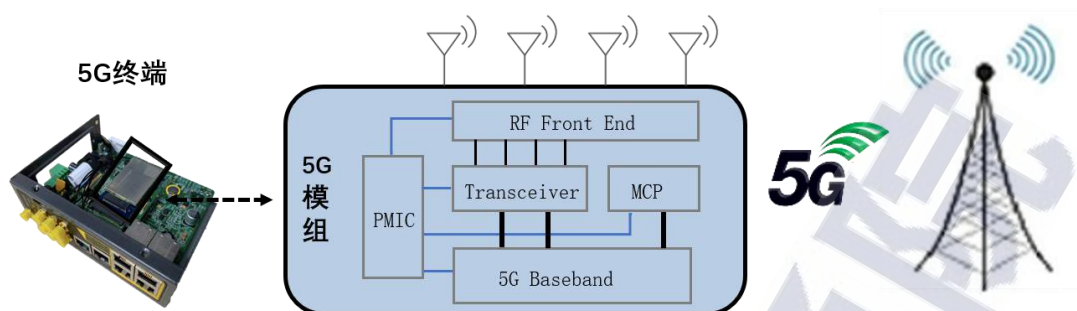 5G终端
5G
模
组
RF Front End
Transceiver
MCP
PMIC
5G Baseband
5G